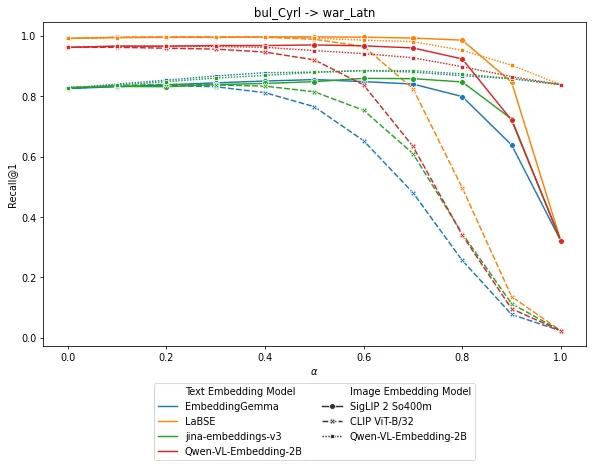 bul_Cyrl -> war_Latn
Recall@1
1.0
0.8
0.6
0.4
0.2
0.0
0.0 0.2 0.4 0.6 0.8 1.0
α
Text Embedding Model
EmbeddingGemma
LaBSE
jina-embeddings-v3
Qwen-VL-Embedding-2B
Image Embedding Model
SigLIP 2 So400m
CLIP ViT-B/32
Qwen-VL-Embedding-2B